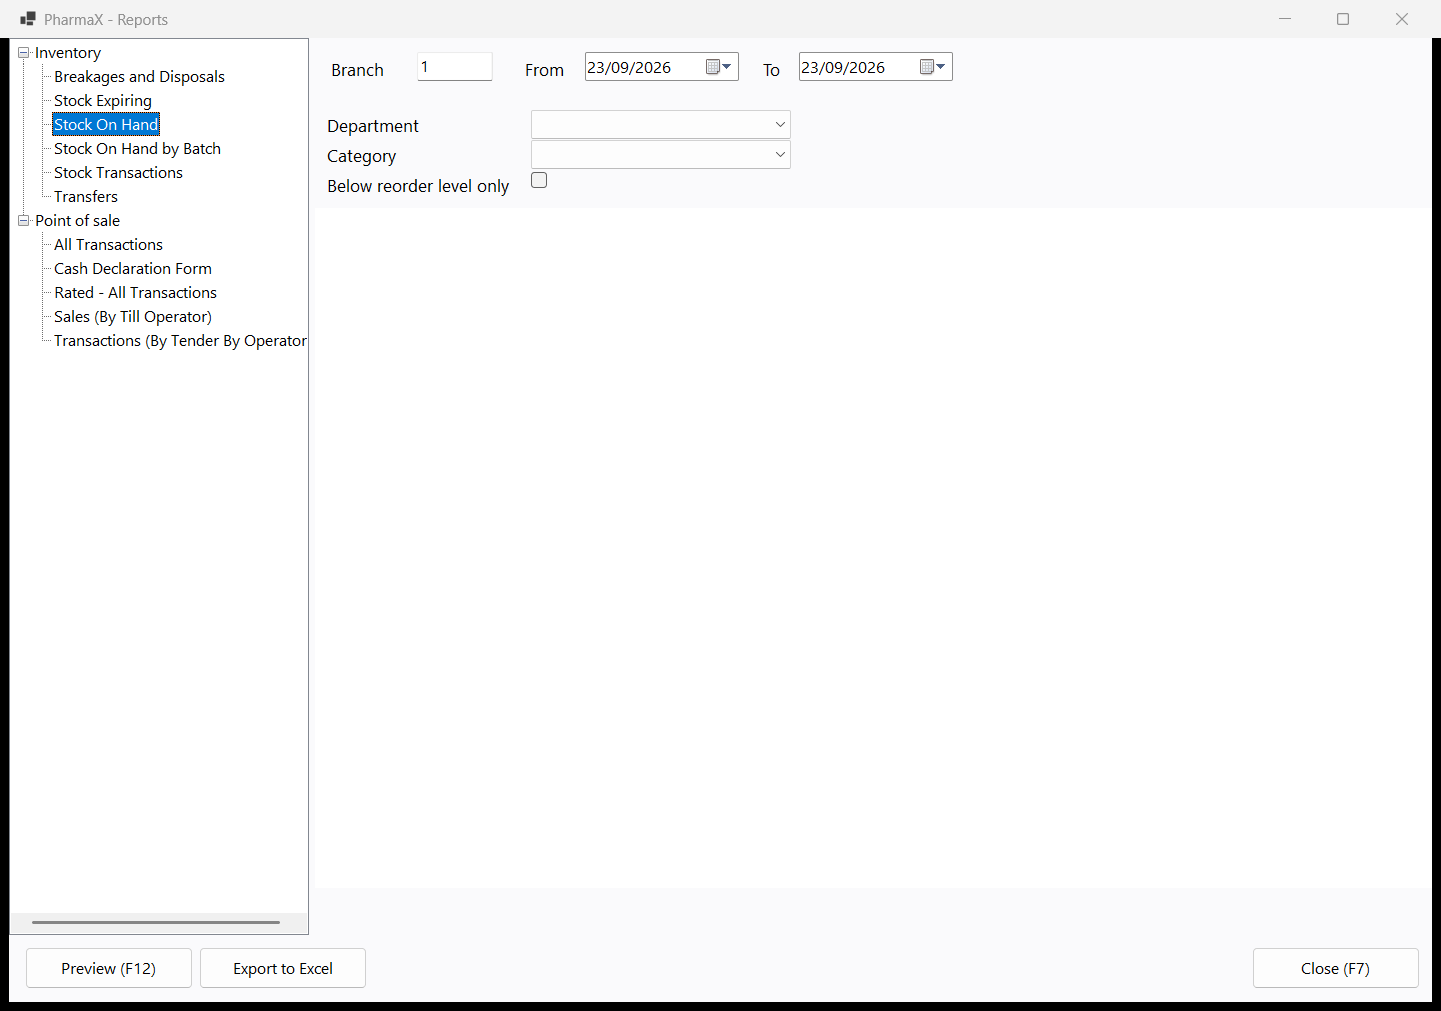 PharmaX - Reports
Inventory
Breakages and Disposals
Stock Expiring
Stock On Hand
Stock On Hand by Batch
Stock Transactions
Transfers
Point of sale
All Transactions
Cash Declaration Form
Rated - All Transactions
Sales (By Till Operator)
Transactions (By Tender By Operator
Branch 1 From 23/09/2026 To 23/09/2026
Department
Category
Below reorder level only
Preview (F12) Export to Excel Close (F7)